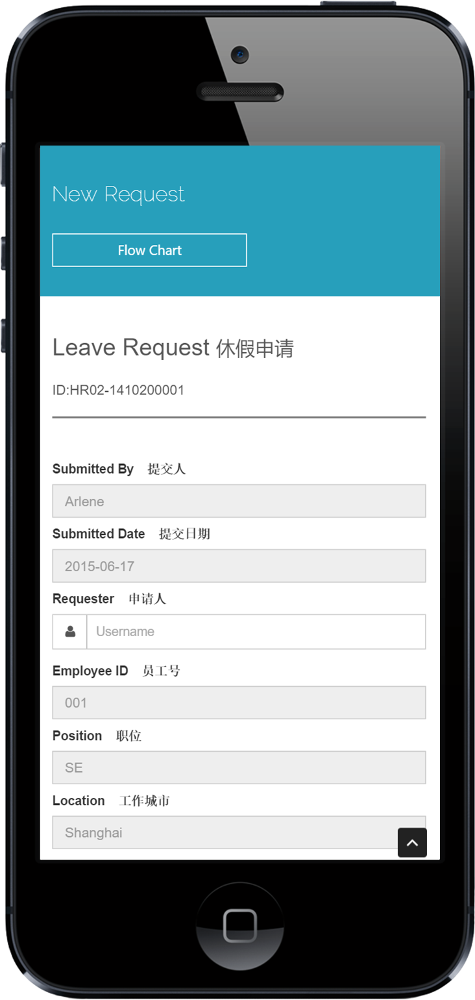 New Request
Flow Chart
Leave Request 休假申请
ID:HR02-1410200001
Submitted By 提交人
Arlene
Submitted Date 提交日期
2015-06-17
Requester 申请人
Username
Employee ID 员工号
001
Position 职位
SE
Location 工作城市
Shanghai